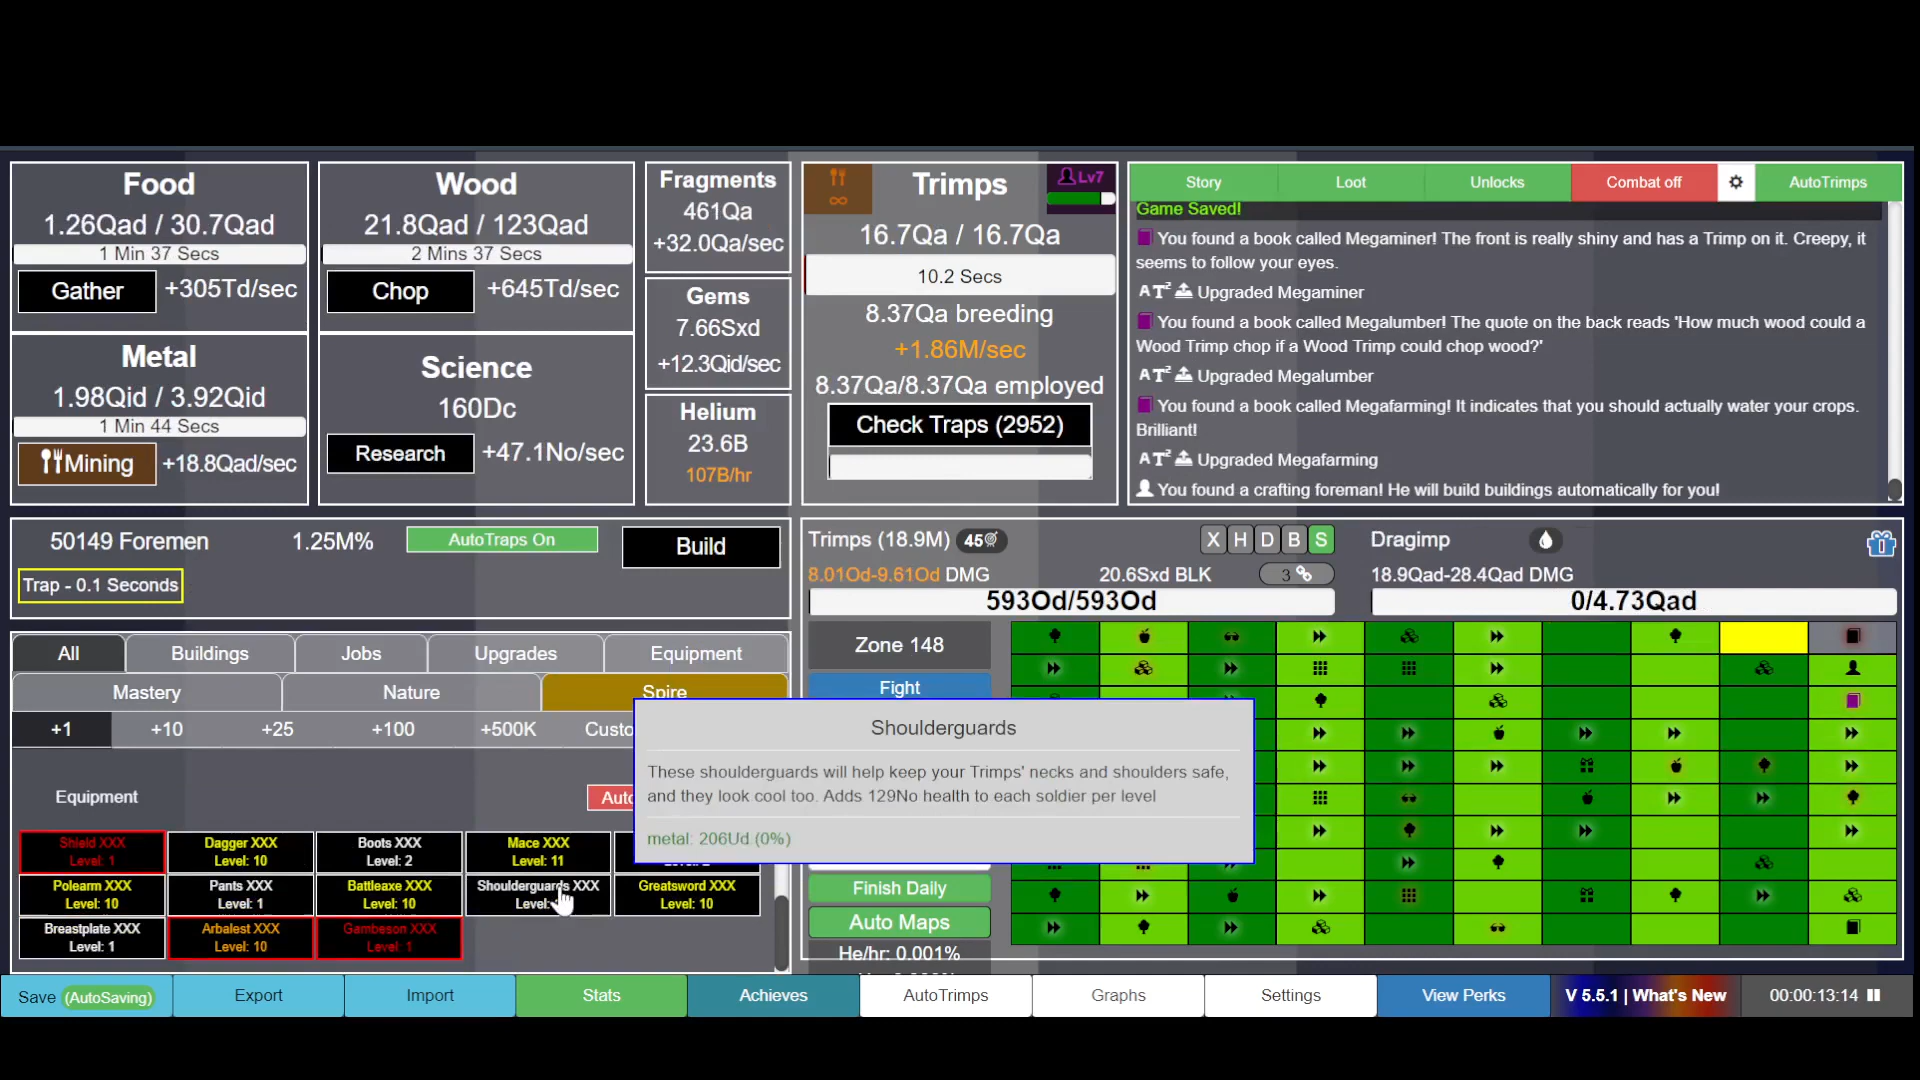 Food
1.26Qad / 30.7Qad
1 Min 37 Secs
Gather
+305Td/sec
Wood
21.8Qad / 123Qad
2 Mins 37 Secs
Chop
+645Td/sec
Metal
1.98Qid / 3.92Qid
1 Min 44 Secs
Mining
+18.8Qad/sec
Science
160Dc
Research
+47.1No/sec
Fragments
461Qa
+32.0Qa/sec
Gems
7.66Sxd
+12.3Qid/sec
Helium
23.6B
107B/hr
Trimps
Lv7
16.7Qa / 16.7Qa
10.2 Secs
8.37Qa breeding
+1.86M/sec
8.37Qa/8.37Qa employed
Check Traps (2952)
Story
Loot
Unlocks
Combat off
AutoTrimps
Game Saved!
You found a book called Megaminer! The front is really shiny and has a Trimp on it. Creepy, it
seems to follow your eyes.
AT² Upgraded Megaminer
You found a book called Megalumber! The quote on the back reads 'How much wood could a
Wood Trimp chop if a Wood Trimp could chop wood?'
AT² Upgraded Megalumber
You found a book called Megafarming! It indicates that you should actually water your crops.
Brilliant!
AT² Upgraded Megafarming
You found a crafting foreman! He will build buildings automatically for you!
50149 Foremen
1.25M%
AutoTraps On
Build
Trap - 0.1 Seconds
All
Buildings
Jobs
Upgrades
Equipment
Mastery
Nature
Spire
+1
+10
+25
+100
+500K
Custo
Equipment
Auto
Shield XXX
Level: 1
Dagger XXX
Level: 10
Boots XXX
Level: 2
Mace XXX
Level: 11
Polearm XXX
Level: 10
Pants XXX
Level: 1
Battleaxe XXX
Level: 10
Shoulderguards XXX
Level:
Greatsword XXX
Level: 10
Breastplate XXX
Level: 1
Arbalest XXX
Level: 10
Gambeson XXX
Level: 1
Trimps (18.9M)
45
X H D B S
Dragimp
8.01Od-9.61Od DMG
20.6Sxd BLK
3
18.9Qad-28.4Qad DMG
593Od/593Od
0/4.73Qad
Zone 148
Fight
Shoulderguards
These shoulderguards will help keep your Trimps' necks and shoulders safe,
and they look cool too. Adds 129No health to each soldier per level
metal: 206Ud (0%)
Finish Daily
Auto Maps
He/hr: 0.001%
Save (AutoSaving)
Export
Import
Stats
Achieves
AutoTrimps
Graphs
Settings
View Perks
V 5.5.1 | What's New
00:00:13:14